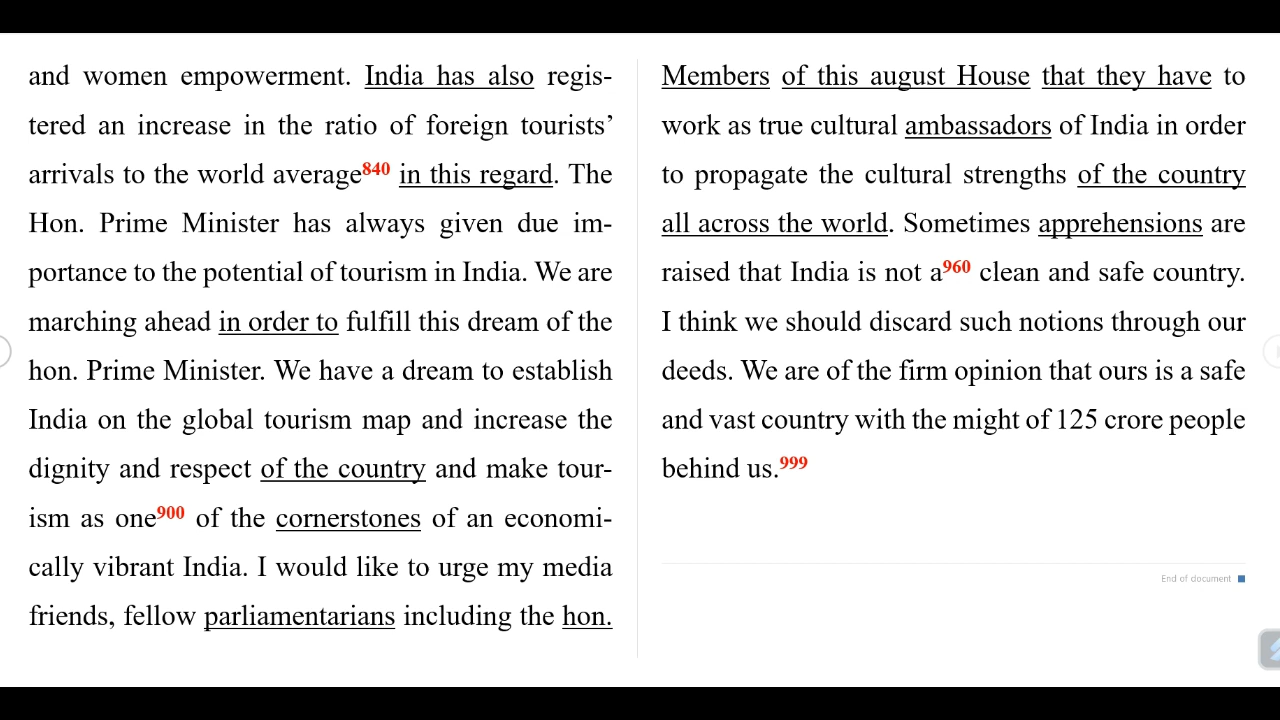 and women empowerment. India has also regis-
tered an increase in the ratio of foreign tourists’
arrivals to the world average840 in this regard. The
Hon. Prime Minister has always given due im-
portance to the potential of tourism in India. We are
marching ahead in order to fulfill this dream of the
hon. Prime Minister. We have a dream to establish
India on the global tourism map and increase the
dignity and respect of the country and make tour-
ism as one900 of the cornerstones of an economi-
cally vibrant India. I would like to urge my media
friends, fellow parliamentarians including the hon.
Members of this august House that they have to
work as true cultural ambassadors of India in order
to propagate the cultural strengths of the country
all across the world. Sometimes apprehensions are
raised that India is not a960 clean and safe country.
I think we should discard such notions through our
deeds. We are of the firm opinion that ours is a safe
and vast country with the might of 125 crore people
behind us.999
End of document